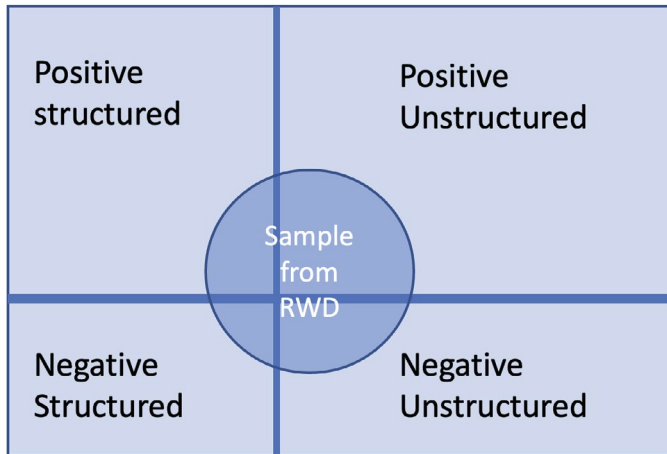 Positive
structured
Positive
Unstructured
Sample
from
RWD
Negative
Structured
Negative
Unstructured